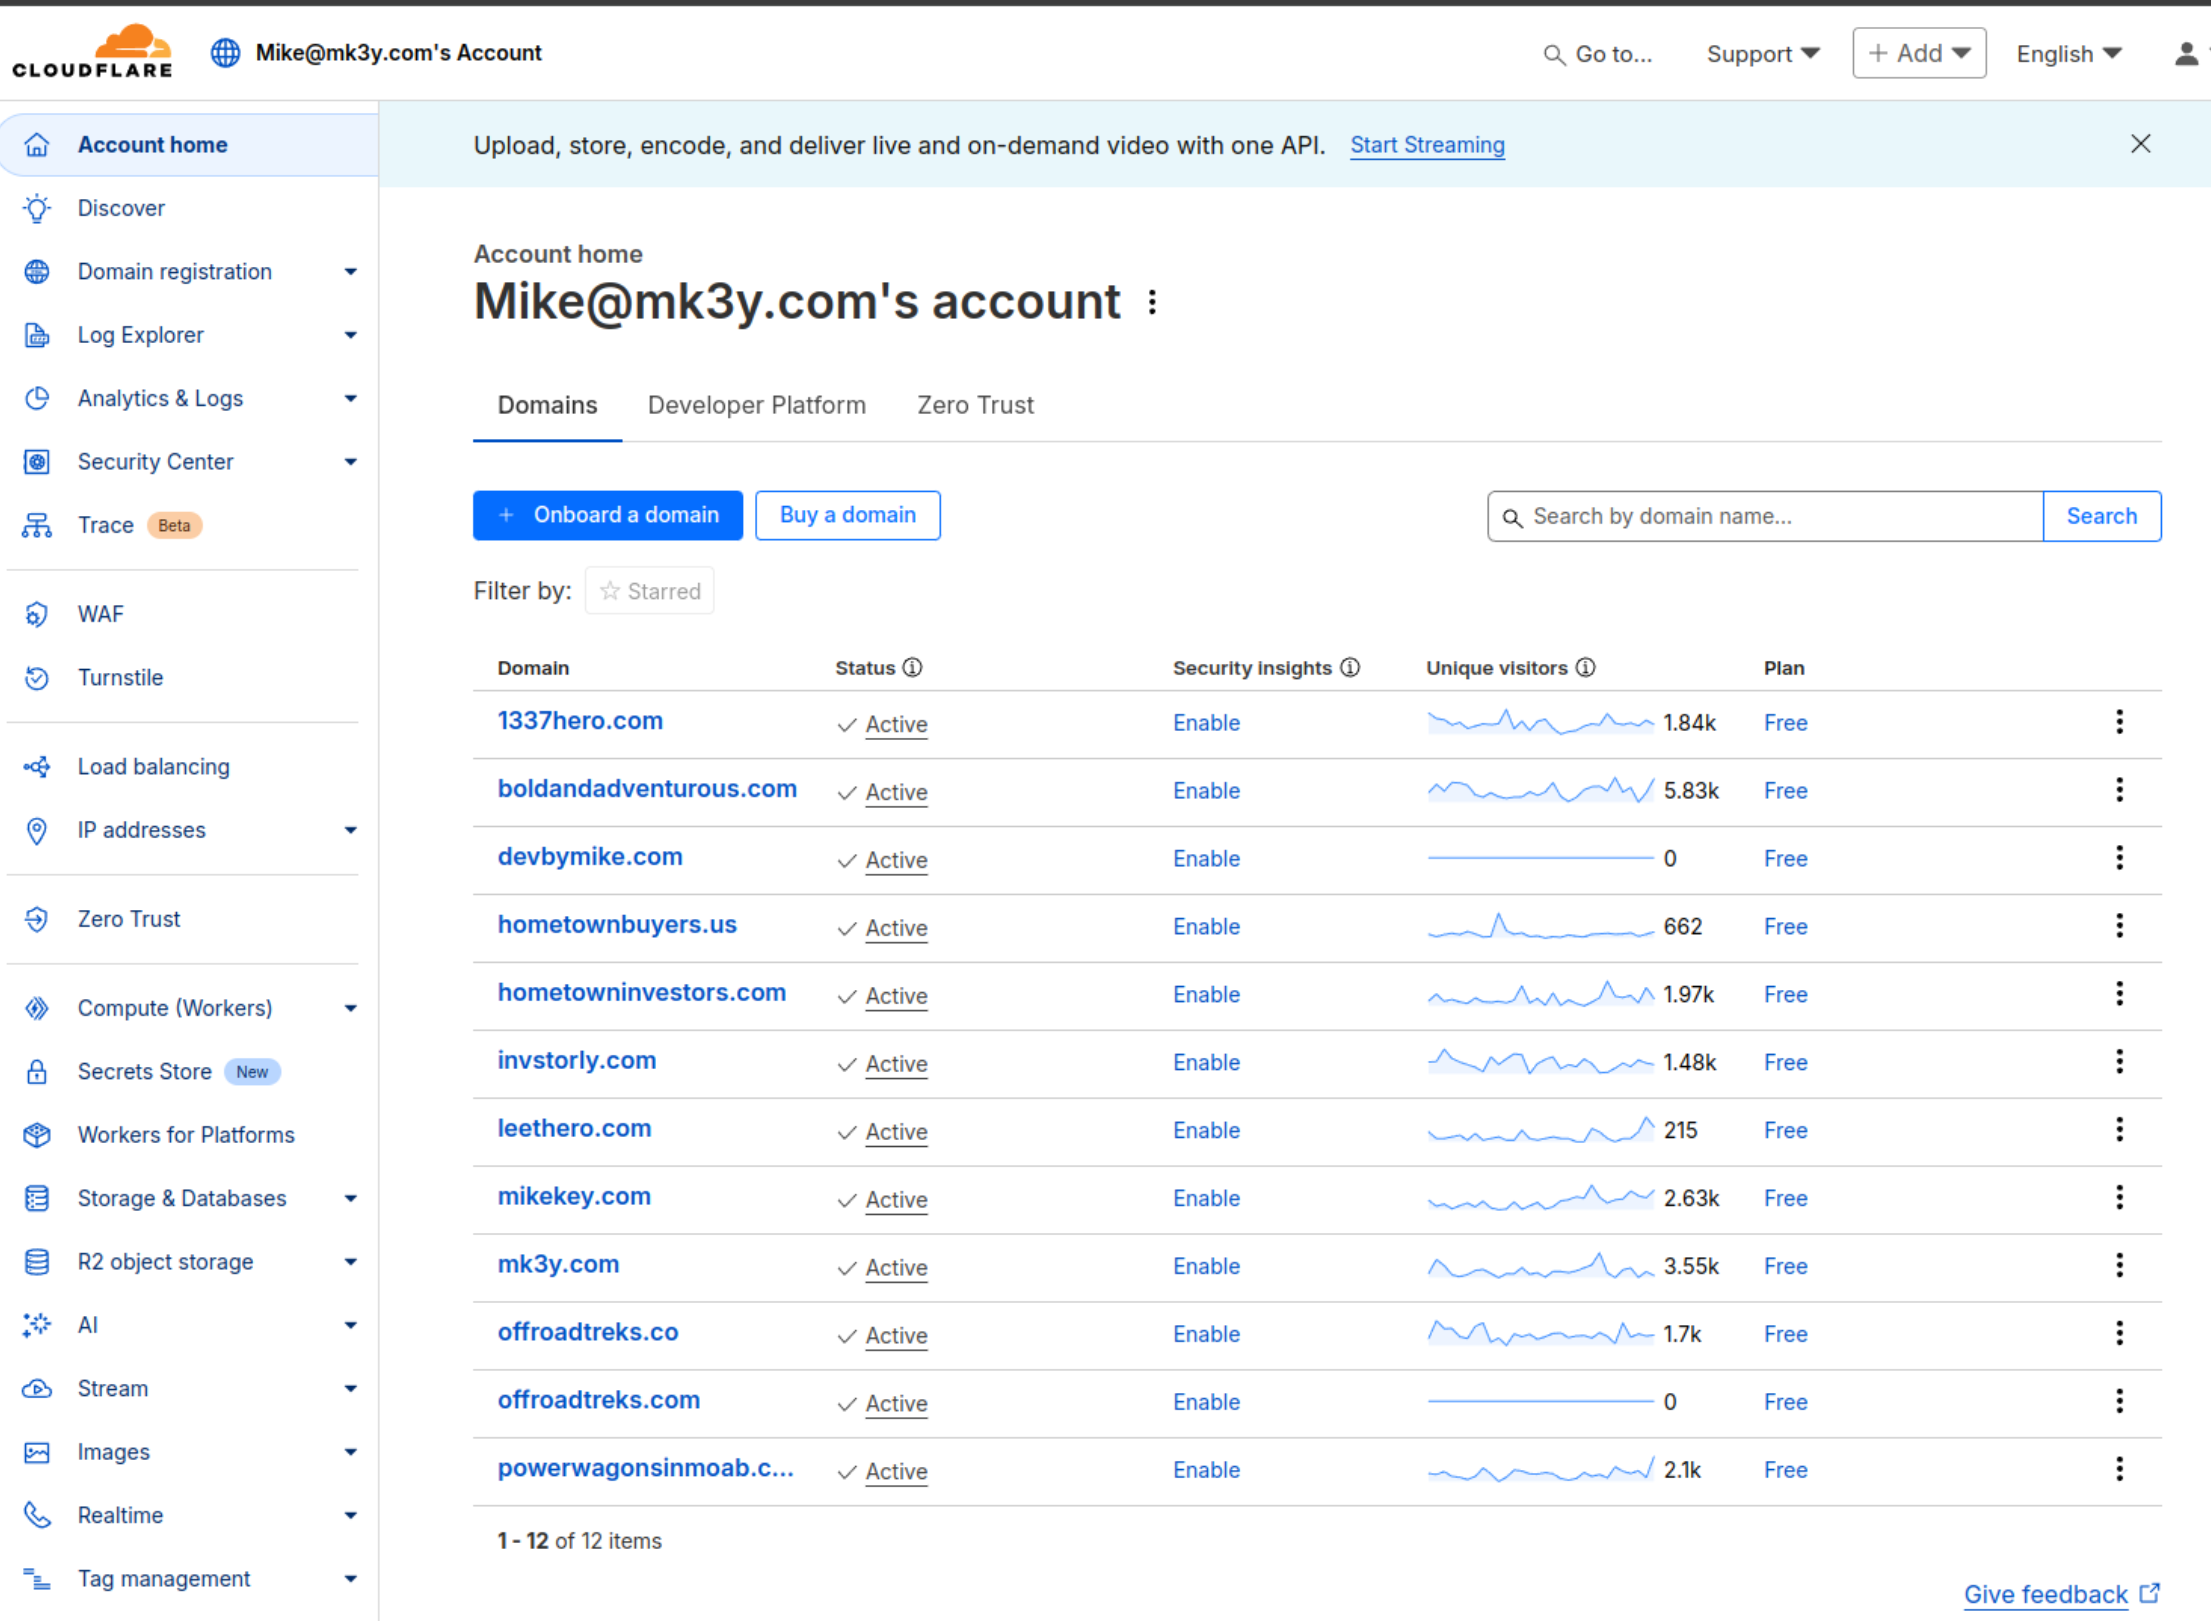 CLOUDFLARE
Mike@mk3y.com's Account
Go to...
Support
+ Add
English
Account home
Discover
Domain registration
Log Explorer
Analytics & Logs
Security Center
Trace Beta
WAF
Turnstile
Load balancing
IP addresses
Zero Trust
Compute (Workers)
Secrets Store New
Workers for Platforms
Storage & Databases
R2 object storage
AI
Stream
Images
Realtime
Tag management
Upload, store, encode, and deliver live and on-demand video with one API. Start Streaming
Account home
Mike@mk3y.com's account
Domains Developer Platform Zero Trust
+ Onboard a domain Buy a domain
Search by domain name... Search
Filter by: Starred
Domain Status Security insights Unique visitors Plan
1337hero.com Active Enable 1.84k Free
boldandadventurous.com Active Enable 5.83k Free
devbymike.com Active Enable 0 Free
hometownbuyers.us Active Enable 662 Free
hometowninvestors.com Active Enable 1.97k Free
invstorly.com Active Enable 1.48k Free
leethero.com Active Enable 215 Free
mikekey.com Active Enable 2.63k Free
mk3y.com Active Enable 3.55k Free
offroadtreks.co Active Enable 1.7k Free
offroadtreks.com Active Enable 0 Free
powerwagonsinmoab.c... Active Enable 2.1k Free
1 - 12 of 12 items
Give feedback